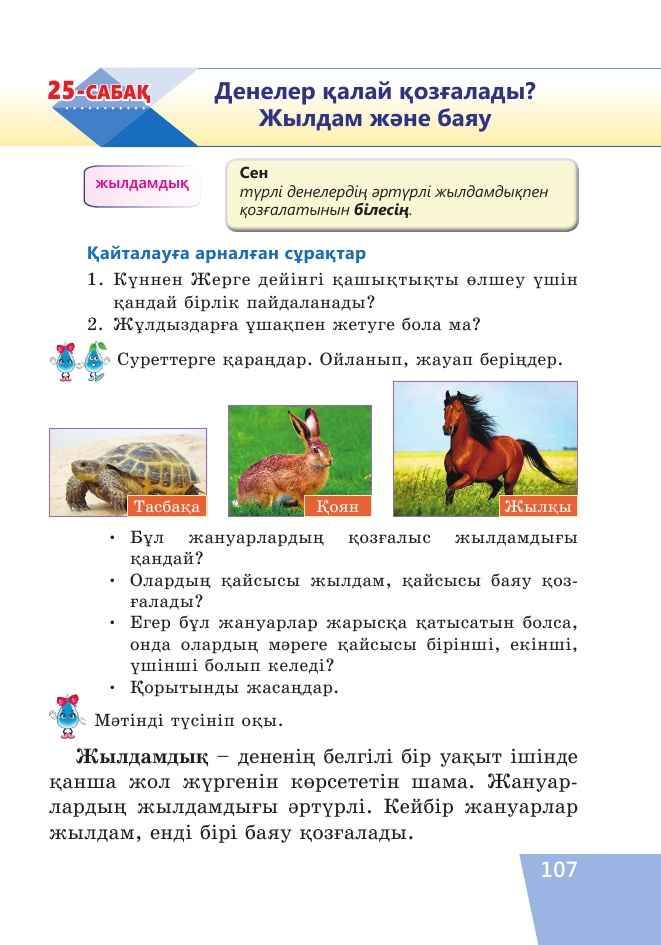 25-САБАҚ
Денелер қалай қозғалады?
Жылдам және баяу
жылдамдық
Сен
түрлі денелердің әртүрлі жылдамдықпен
қозғалатынын білесің.
Қайталауға арналған сұрақтар
1. Күннен Жерге дейінгі қашықтықты өлшеу үшін
қандай бірлік пайдаланады?
2. Жұлдыздарға ұшақпен жетуге бола ма?
Суреттерге қараңдар. Ойланып, жауап беріңдер.
Тасбақа
Қоян
Жылқы
• Бұл жануарлардың қозғалыс жылдамдығы
қандай?
• Олардың қайсысы жылдам, қайсысы баяу қоз-
ғалады?
• Егер бұл жануарлар жарысқа қатысатын болса,
онда олардың мәреге қайсысы бірінші, екінші,
үшінші болып келеді?
• Қорытынды жасаңдар.
Мәтінді түсініп оқы.
Жылдамдық – дененің белгілі бір уақыт ішінде
қанша жол жүргенін көрсететін шама. Жануар-
лардың жылдамдығы әртүрлі. Кейбір жануарлар
жылдам, енді бірі баяу қозғалады.
107